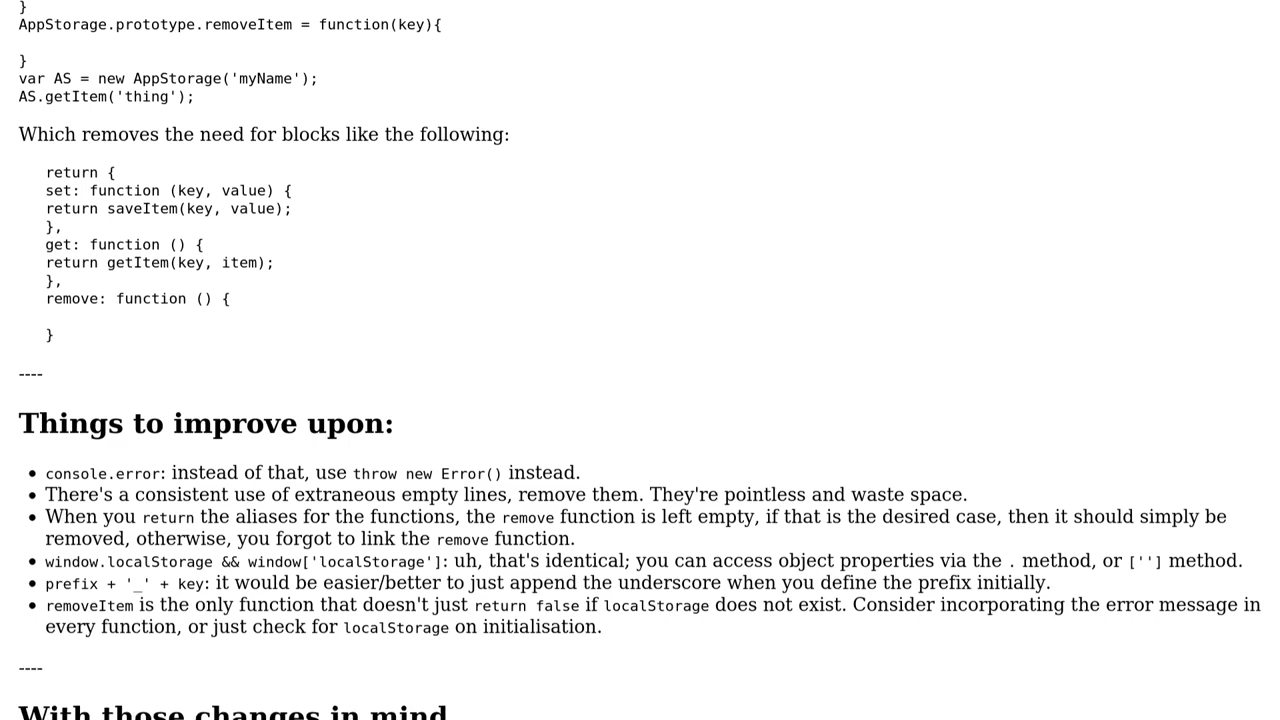 }
AppStorage.prototype.removeItem = function(key){
}
var AS = new AppStorage('myName');
AS.getItem('thing');
Which removes the need for blocks like the following:
return {
set: function (key, value) {
return saveItem(key, value);
},
get: function () {
return getItem(key, item);
},
remove: function () {
}
----
Things to improve upon:
• console.error: instead of that, use throw new Error() instead.
• There's a consistent use of extraneous empty lines, remove them. They're pointless and waste space.
• When you return the aliases for the functions, the remove function is left empty, if that is the desired case, then it should simply be
removed, otherwise, you forgot to link the remove function.
• window.localStorage && window['localStorage']: uh, that's identical; you can access object properties via the . method, or [''] method.
• prefix + '_' + key: it would be easier/better to just append the underscore when you define the prefix initially.
• removeItem is the only function that doesn't just return false if localStorage does not exist. Consider incorporating the error message in
every function, or just check for localStorage on initialisation.
----
With those changes in mind